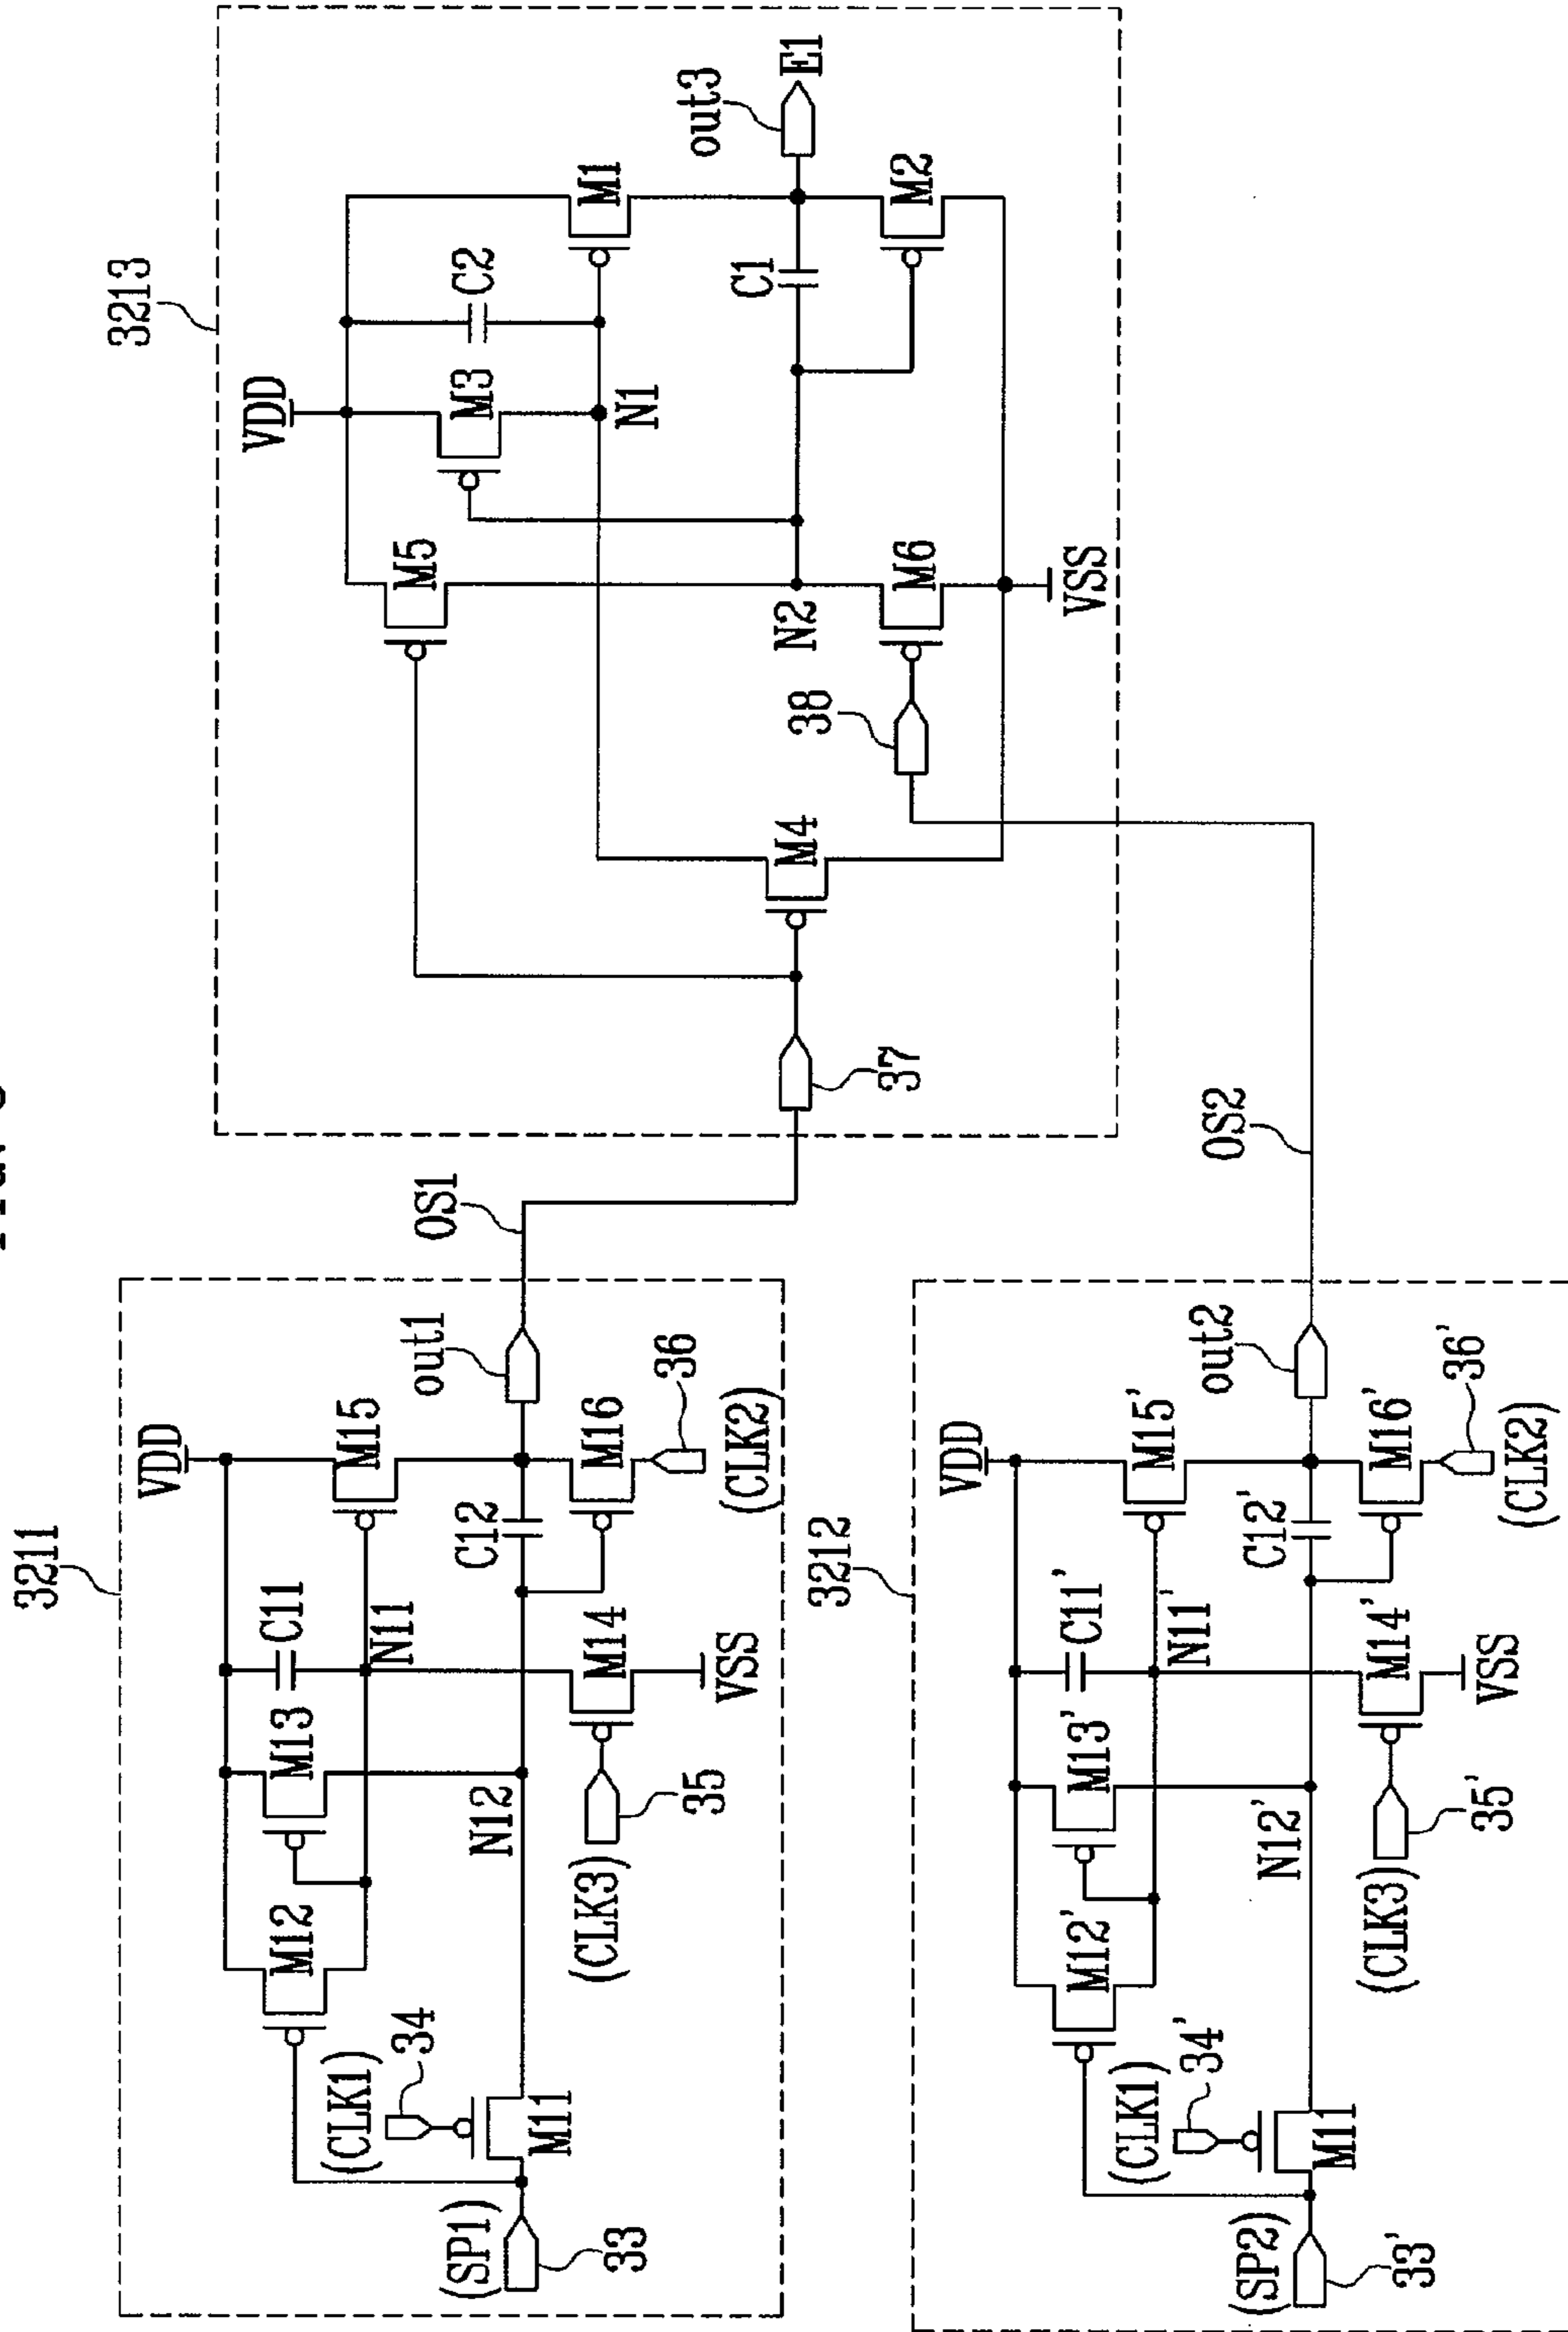 3213
VDD
C2
M3
M1
M5
N1
out3
E1
C1
N2
M2
M6
38
M4
VSS
37
OS1
OS2
3211
VDD
C11
M13
M12
M15
N11
out1
(CLK1)
34
C12
N12
M16
M14
36
(CLK2)
M11
(SP1)
33
(CLK3)
35
VSS
3212
VDD
C11'
M13'
M12'
M15'
N11'
out2
(CLK1)
34'
C12'
N12'
M16'
M14'
36'
(CLK2)
M11
(SP2)
33'
(CLK3)
35'
VSS